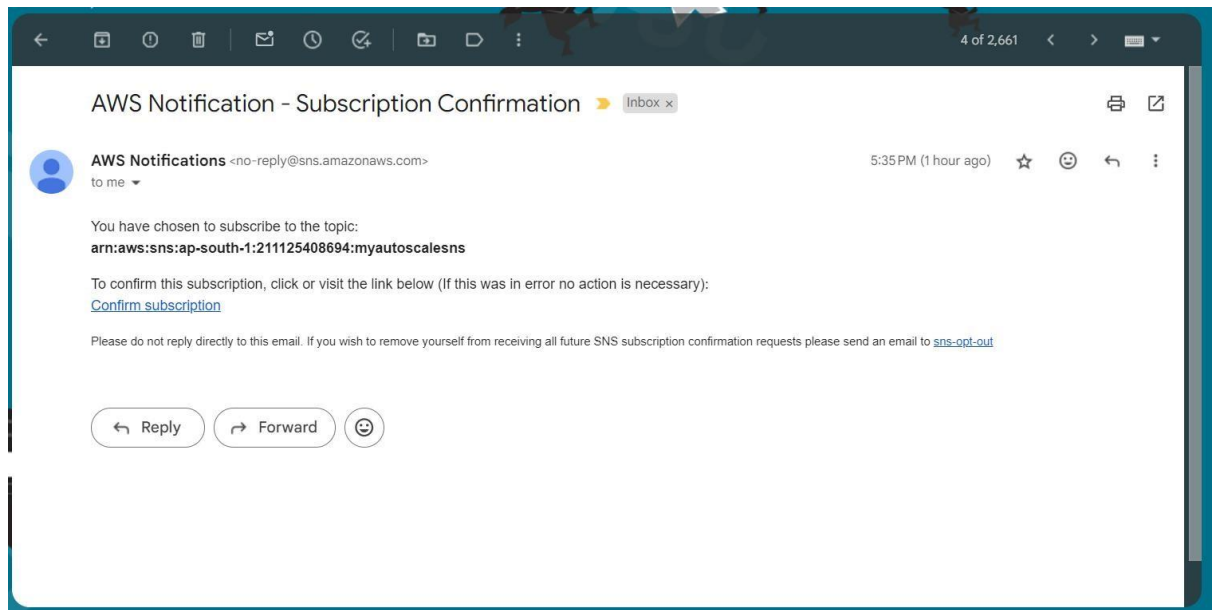 4 of 2,661
AWS Notification - Subscription Confirmation Inbox ×
AWS Notifications <no-reply@sns.amazonaws.com> 5:35 PM (1 hour ago)
to me
You have chosen to subscribe to the topic:
arn:aws:sns:ap-south-1:211125408694:myautoscalesns
To confirm this subscription, click or visit the link below (If this was in error no action is necessary):
Confirm subscription
Please do not reply directly to this email. If you wish to remove yourself from receiving all future SNS subscription confirmation requests please send an email to sns-opt-out
Reply Forward